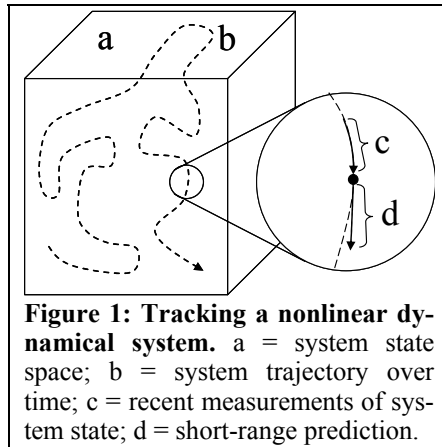 a b
c
d
Figure 1: Tracking a nonlinear dy-
namical system. a = system state
space; b = system trajectory over
time; c = recent measurements of sys-
tem state; d = short-range prediction.